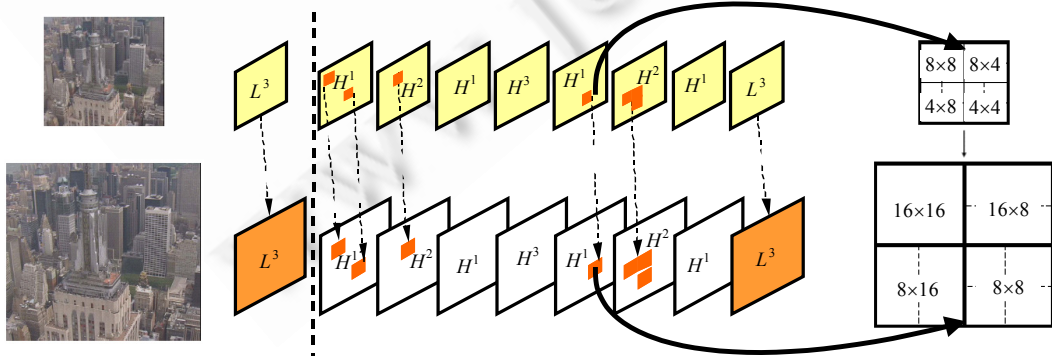 L³ H¹ H² H¹ H³ H¹ H² H¹ L³
8×8 8×4
4×8 4×4
L³ H¹ H² H¹ H³ H¹ H² H¹ L³
16×16 16×8
8×16 8×8